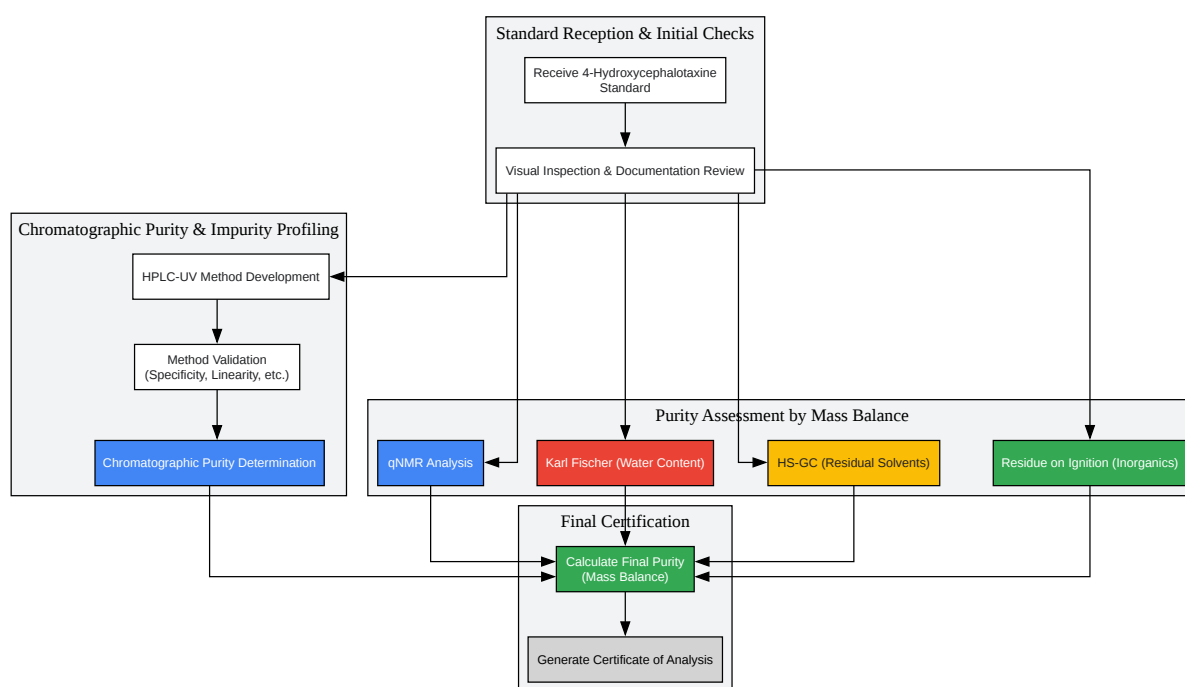 Standard Reception & Initial Checks
Receive 4-Hydroxycephalotaxine
Standard
Visual Inspection & Documentation Review
Chromatographic Purity & Impurity Profiling
HPLC-UV Method Development
Method Validation
(Specificity, Linearity, etc.)
Chromatographic Purity Determination
Purity Assessment by Mass Balance
qNMR Analysis
Karl Fischer (Water Content)
HS-GC (Residual Solvents)
Residue on Ignition (Inorganics)
Final Certification
Calculate Final Purity
(Mass Balance)
Generate Certificate of Analysis